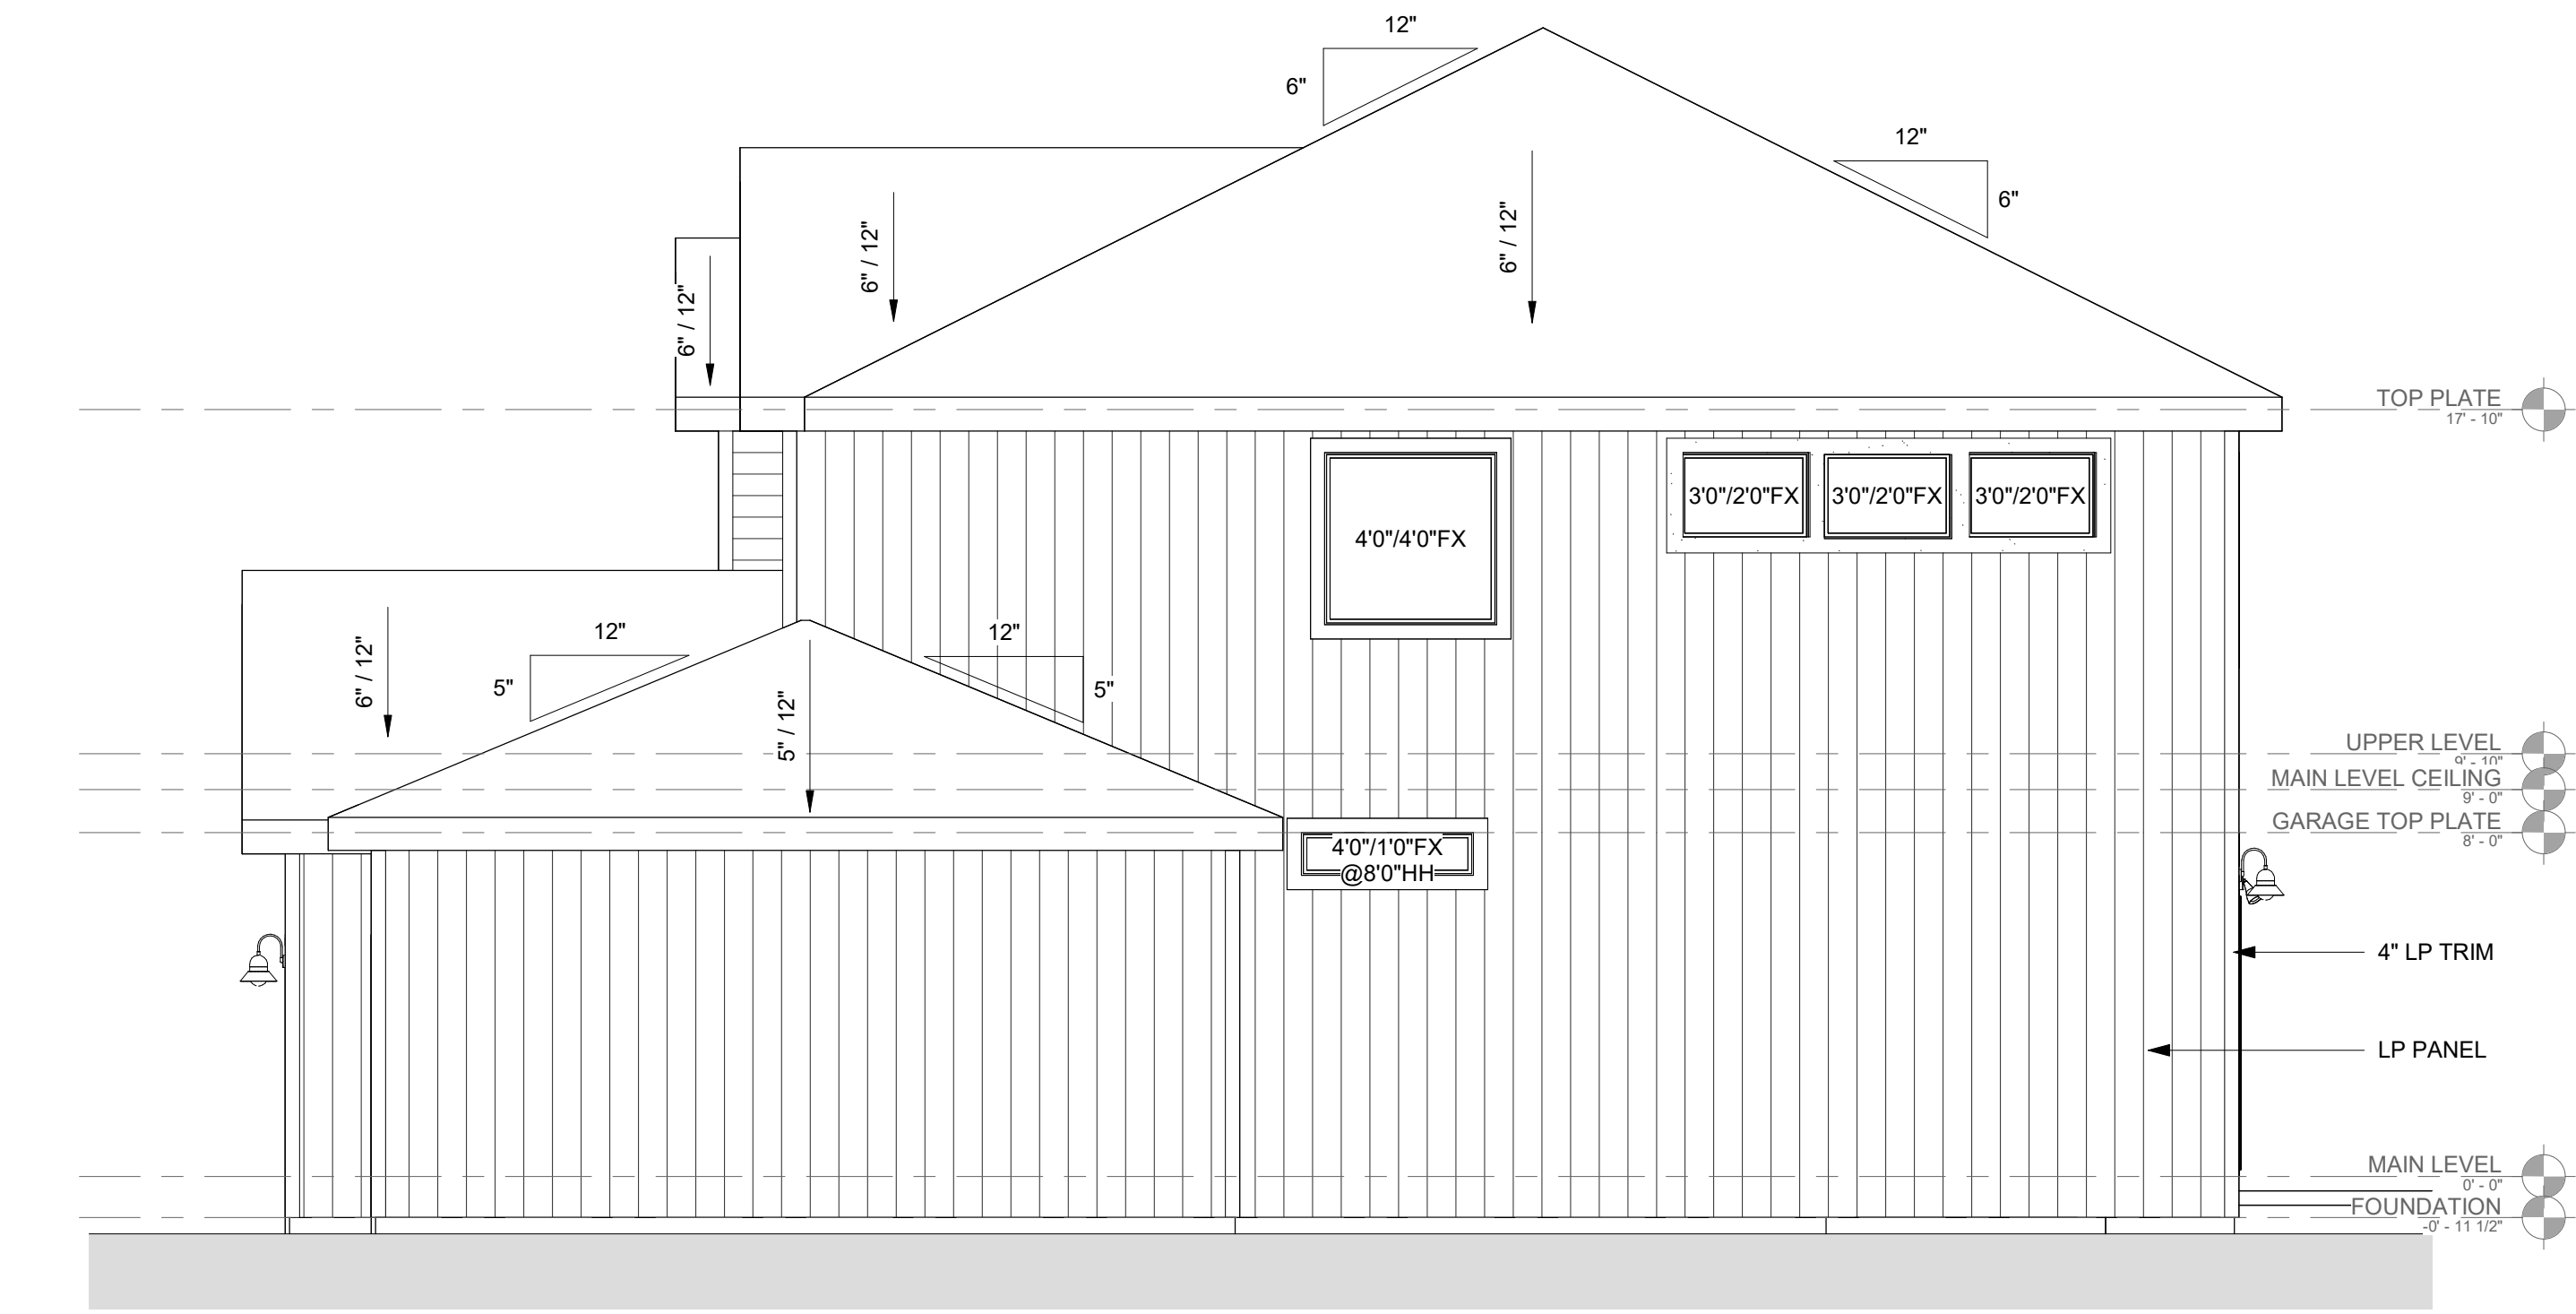 12"
6"
12"
6"
6" / 12"
6" / 12"
6" / 12"
TOP PLATE
17' - 10"
3'0"/2'0"FX
3'0"/2'0"FX
3'0"/2'0"FX
4'0"/4'0"FX
12"
12"
6" / 12"
5"
5"
5" / 12"
UPPER LEVEL
9' - 10"
MAIN LEVEL CEILING
9' - 0"
GARAGE TOP PLATE
8' - 0"
4'0"/1'0"FX
@8'0"HH
4" LP TRIM
LP PANEL
MAIN LEVEL
0' - 0"
FOUNDATION
-0' - 11 1/2"